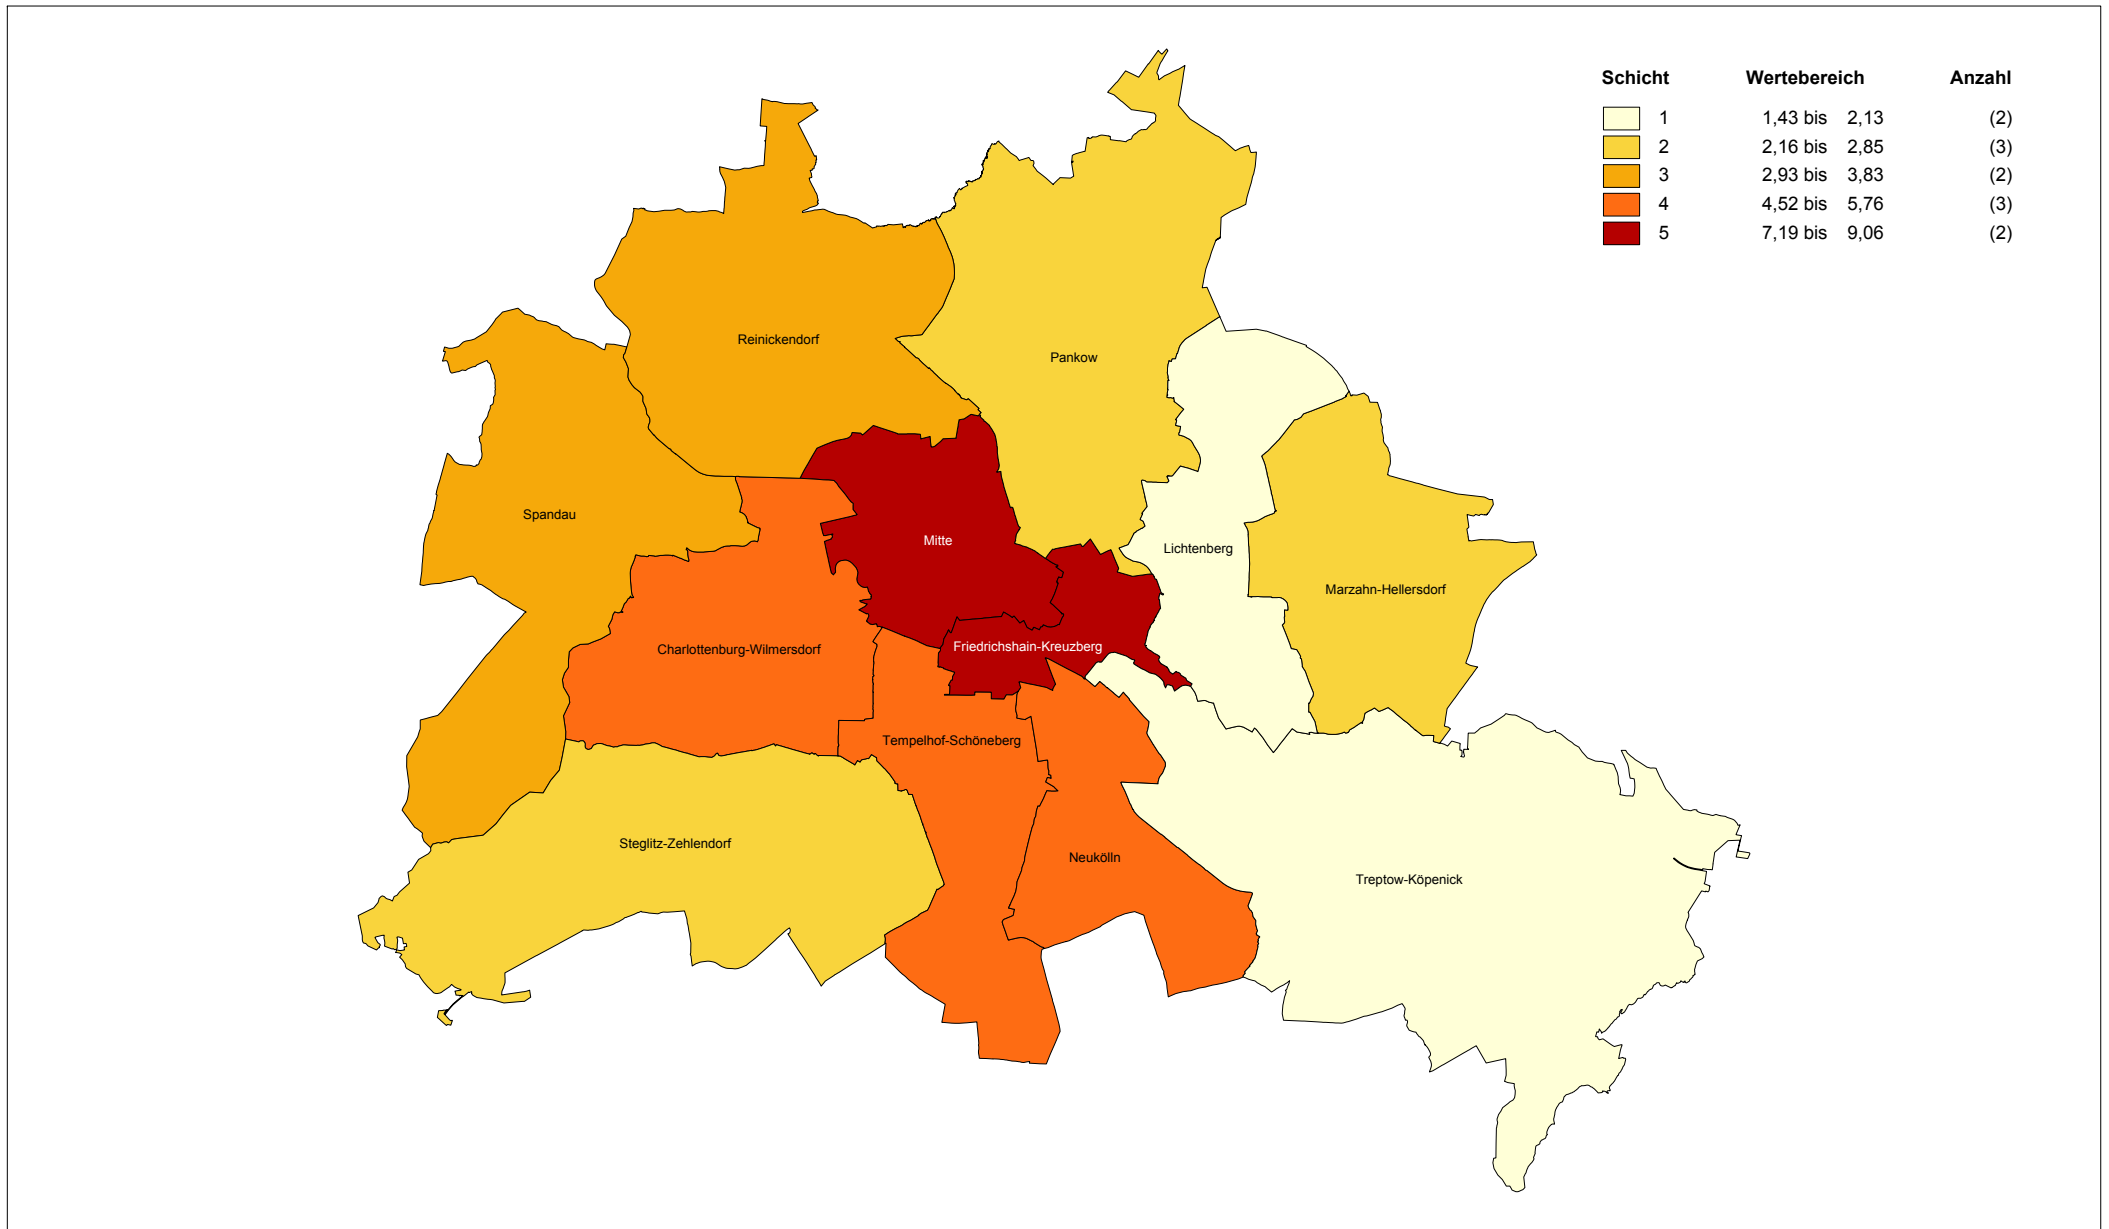 Schicht Wertebereich Anzahl
1 1,43 bis 2,13 (2)
2 2,16 bis 2,85 (3)
3 2,93 bis 3,83 (2)
4 4,52 bis 5,76 (3)
5 7,19 bis 9,06 (2)
Reinickendorf
Pankow
Spandau
Mitte
Lichtenberg
Marzahn-Hellersdorf
Charlottenburg-Wilmersdorf
Friedrichshain-Kreuzberg
Tempelhof-Schöneberg
Steglitz-Zehlendorf
Neukölln
Treptow-Köpenick